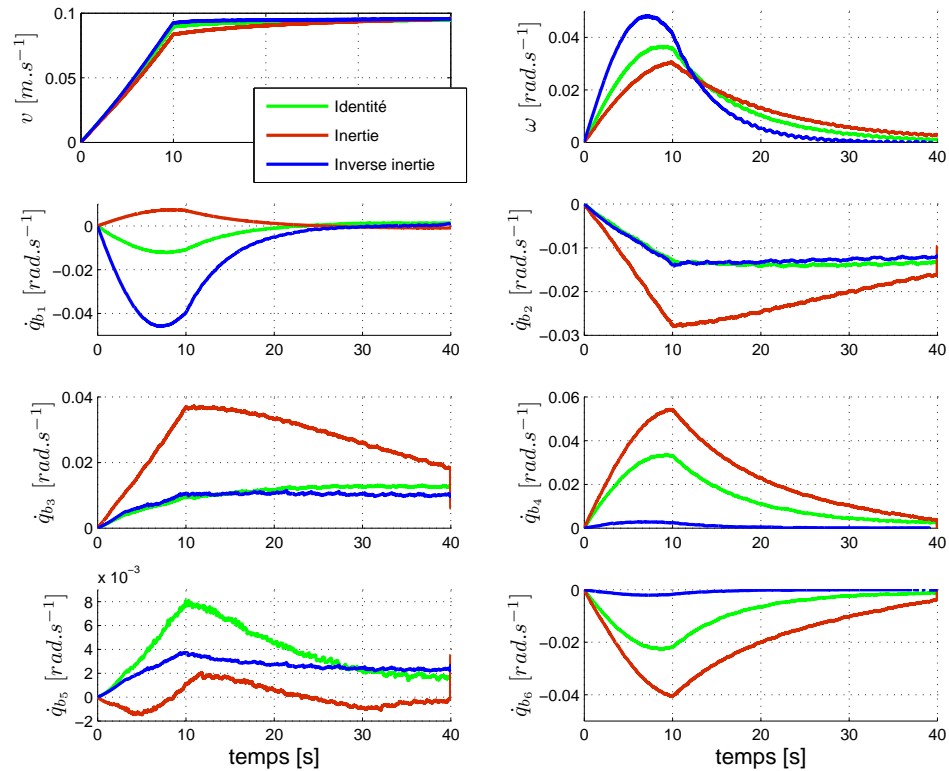 0.1
0.05
0
v [m.s⁻¹]
0 10
Identité
Inertie
Inverse inertie
0.04
0.02
0
ω [rad.s⁻¹]
0 10 20 30 40
0
−0.02
−0.04
q̇b1 [rad.s⁻¹]
0 10 20 30 40
0
−0.01
−0.02
−0.03
q̇b2 [rad.s⁻¹]
0 10 20 30 40
0.04
0.02
0
q̇b3 [rad.s⁻¹]
0 10 20 30 40
0.06
0.04
0.02
0
q̇b4 [rad.s⁻¹]
0 10 20 30 40
x 10⁻³
8
6
4
2
0
−2
q̇b5 [rad.s⁻¹]
0 10 20 30 40
temps [s]
0
−0.02
−0.04
q̇b6 [rad.s⁻¹]
0 10 20 30 40
temps [s]